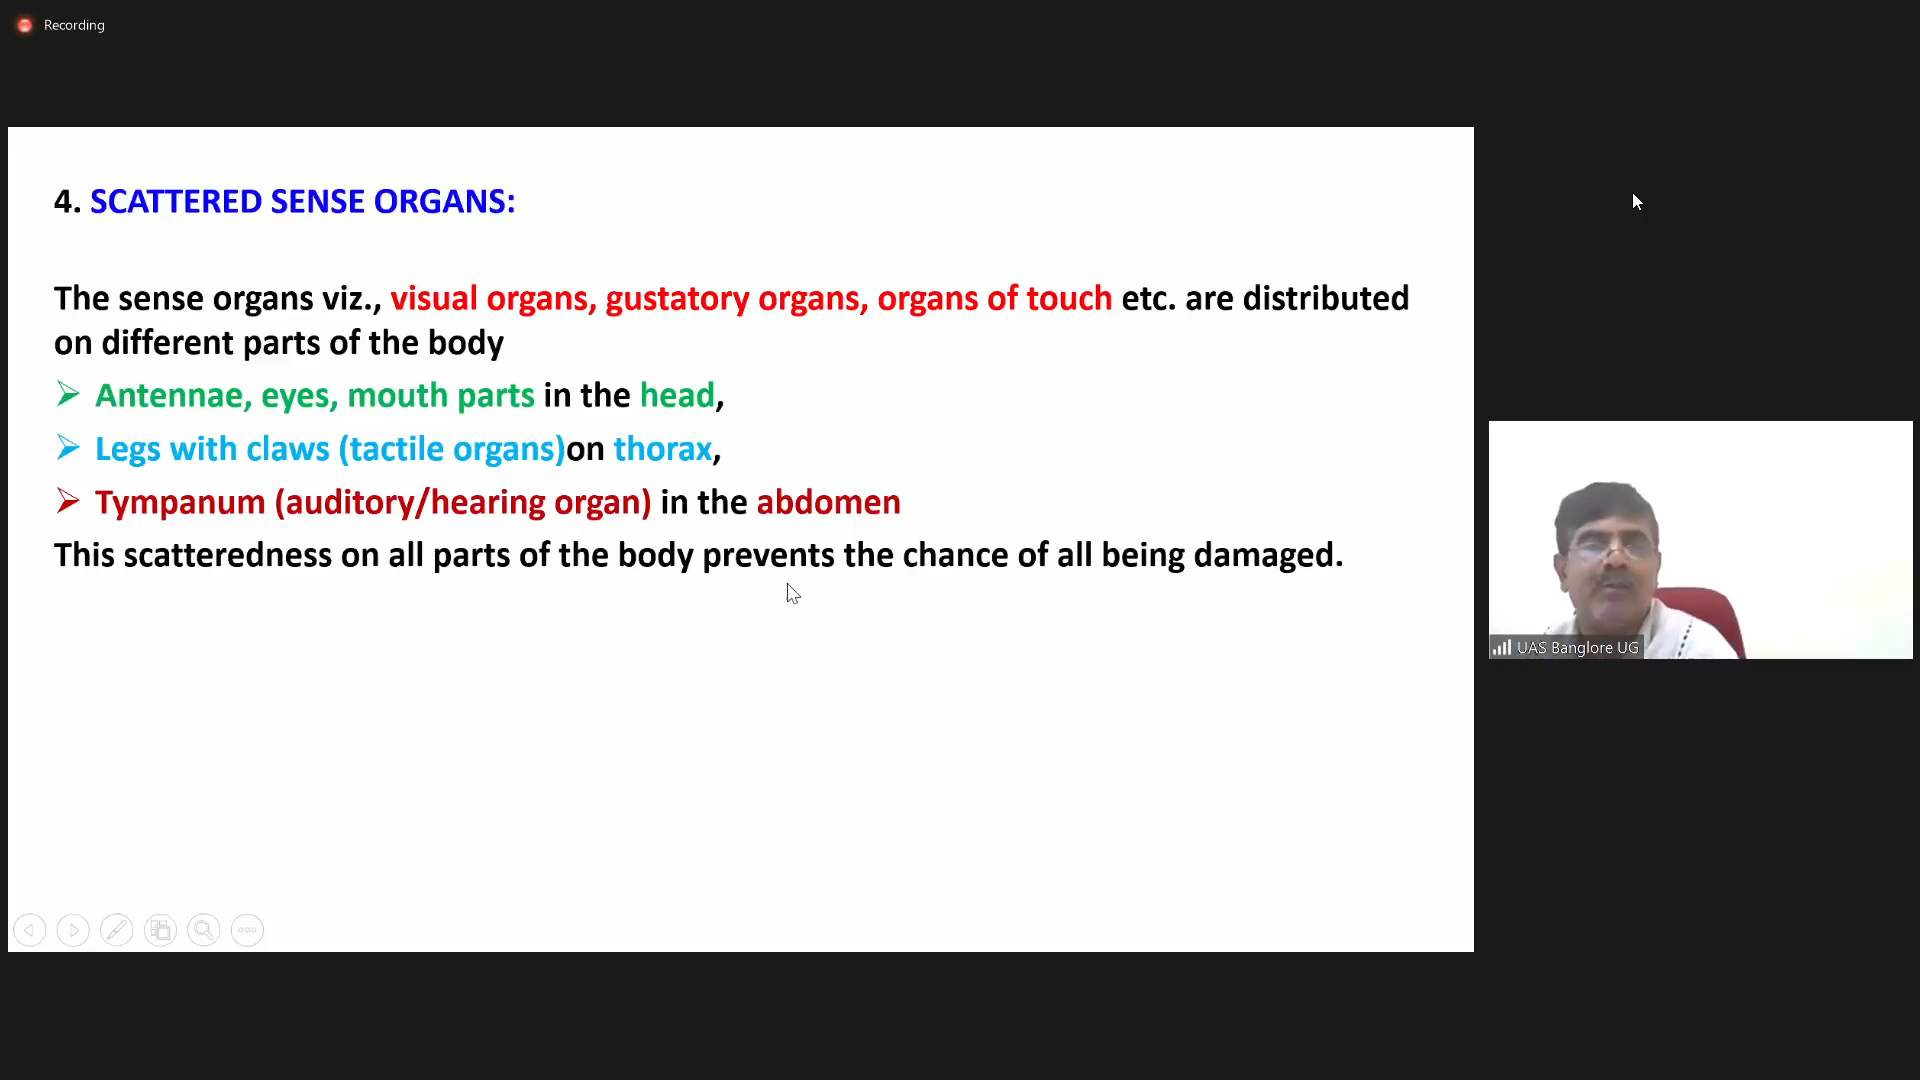 Recording
4. SCATTERED SENSE ORGANS:
The sense organs viz., visual organs, gustatory organs, organs of touch etc. are distributed
on different parts of the body
Antennae, eyes, mouth parts in the head,
Legs with claws (tactile organs)on thorax,
Tympanum (auditory/hearing organ) in the abdomen
This scatteredness on all parts of the body prevents the chance of all being damaged.
UAS Banglore UG